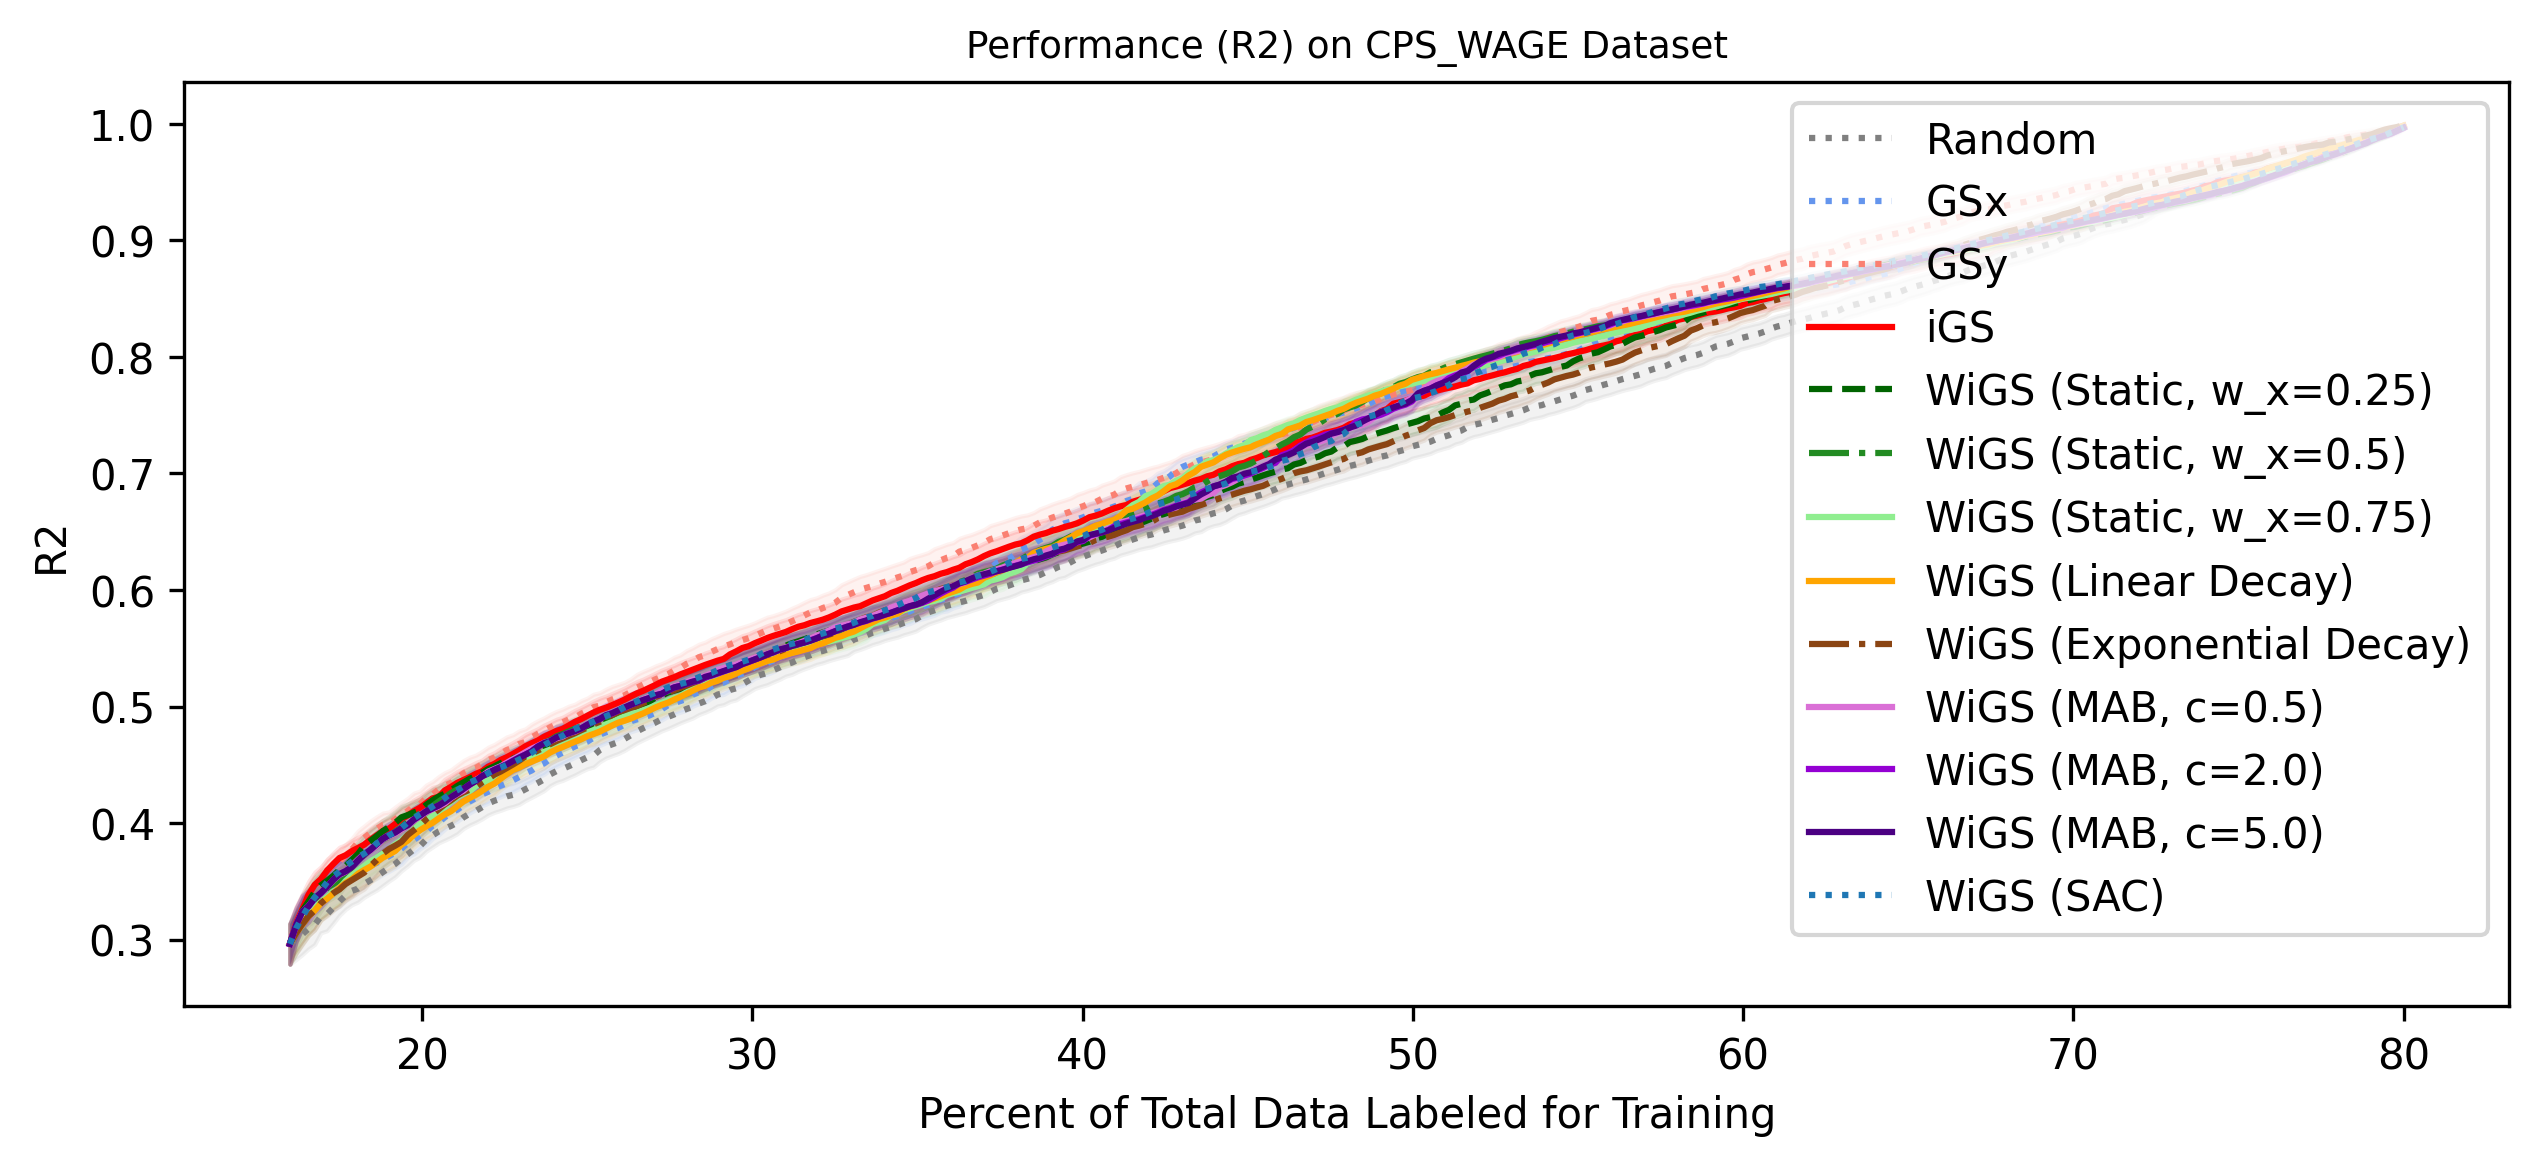 Performance (R2) on CPS_WAGE Dataset
1.0
0.9
0.8
0.7
0.6
0.5
0.4
0.3
R2
20 30 40 50 60 70 80
Percent of Total Data Labeled for Training
Random
GSx
GSy
iGS
WiGS (Static, w_x=0.25)
WiGS (Static, w_x=0.5)
WiGS (Static, w_x=0.75)
WiGS (Linear Decay)
WiGS (Exponential Decay)
WiGS (MAB, c=0.5)
WiGS (MAB, c=2.0)
WiGS (MAB, c=5.0)
WiGS (SAC)